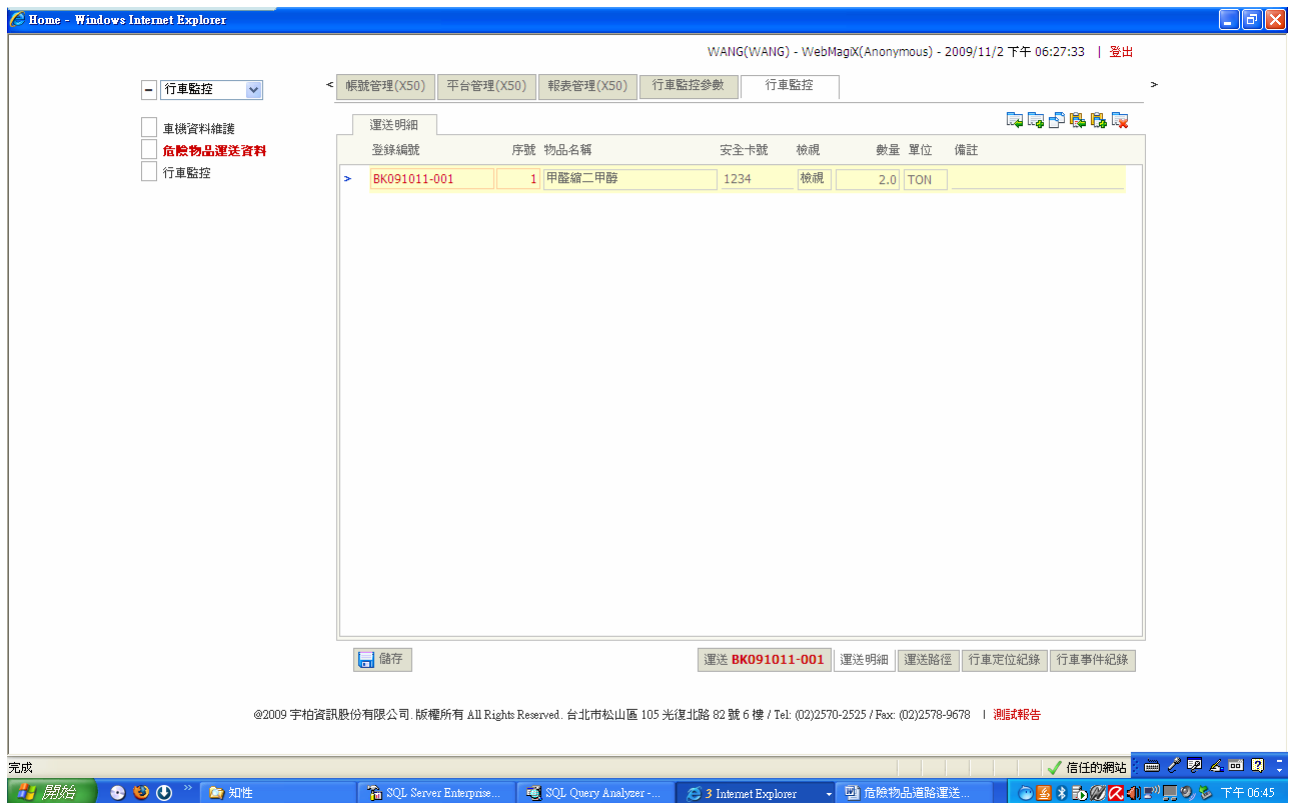 Home - Windows Internet Explorer
WANG(WANG) - WebMagiX(Anonymous) - 2009/11/2 下午 06:27:33 | 登出
行車監控
< 帳號管理(X50) 平台管理(X50) 報表管理(X50) 行車監控參數 行車監控 >
車機資料維護
危險物品運送資料
行車監控
運送明細
登錄編號 序號 物品名稱 安全卡號 檢視 數量 單位 備註
> BK091011-001 1 甲醛縮二甲醇 1234 檢視 2.0 TON
儲存
運送 BK091011-001 運送明細 運送路徑 行車定位紀錄 行車事件紀錄
@2009 宇柏資訊股份有限公司. 版權所有 All Rights Reserved. 台北市松山區 105 光復北路 82 號 6 樓 / Tel: (02)2570-2525 / Fax: (02)2578-9678 | 測試報告
完成 信任的網站
開始 知性 SQL Server Enterprise... SQL Query Analyzer -... 3 Internet Explorer 危險物品道路運送... 下午 06:45